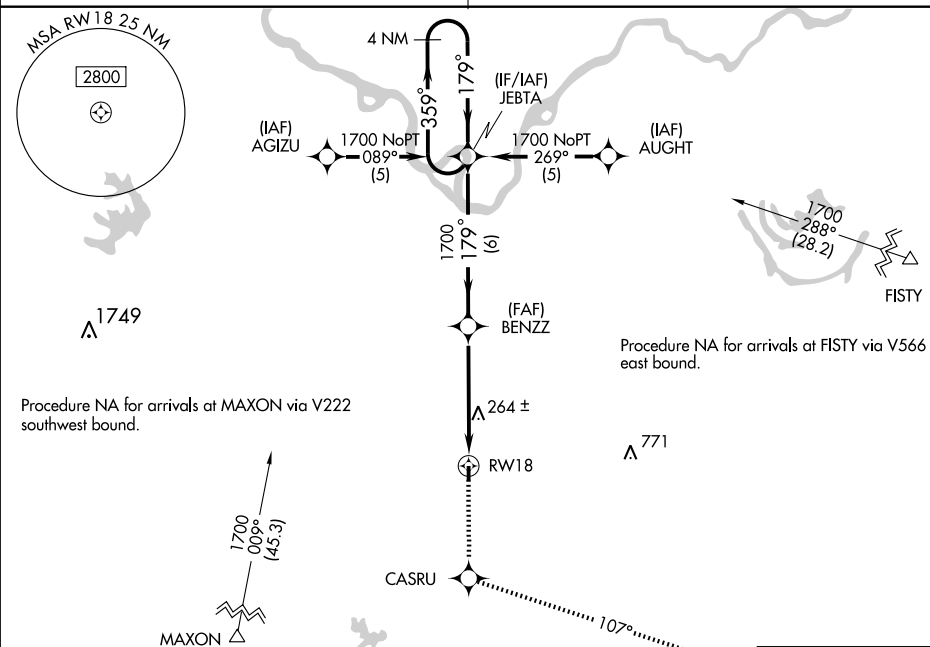 MSA RW18 25 NM
2800
4 NM
359°
179°
(IF/IAF)
JEBTA
(IAF)
AGIZU
1700 NoPT
089°
(5)
1700 NoPT
269°
(5)
(IAF)
AUGHT
1700
179°
(6)
1700
288°
(28.2)
FISTY
1749
(FAF)
BENZZ
Procedure NA for arrivals at FISTY via V566
east bound.
Procedure NA for arrivals at MAXON via V222
southwest bound.
264 ±
771
RW18
1700
009°
(45.3)
MAXON
CASRU
107°